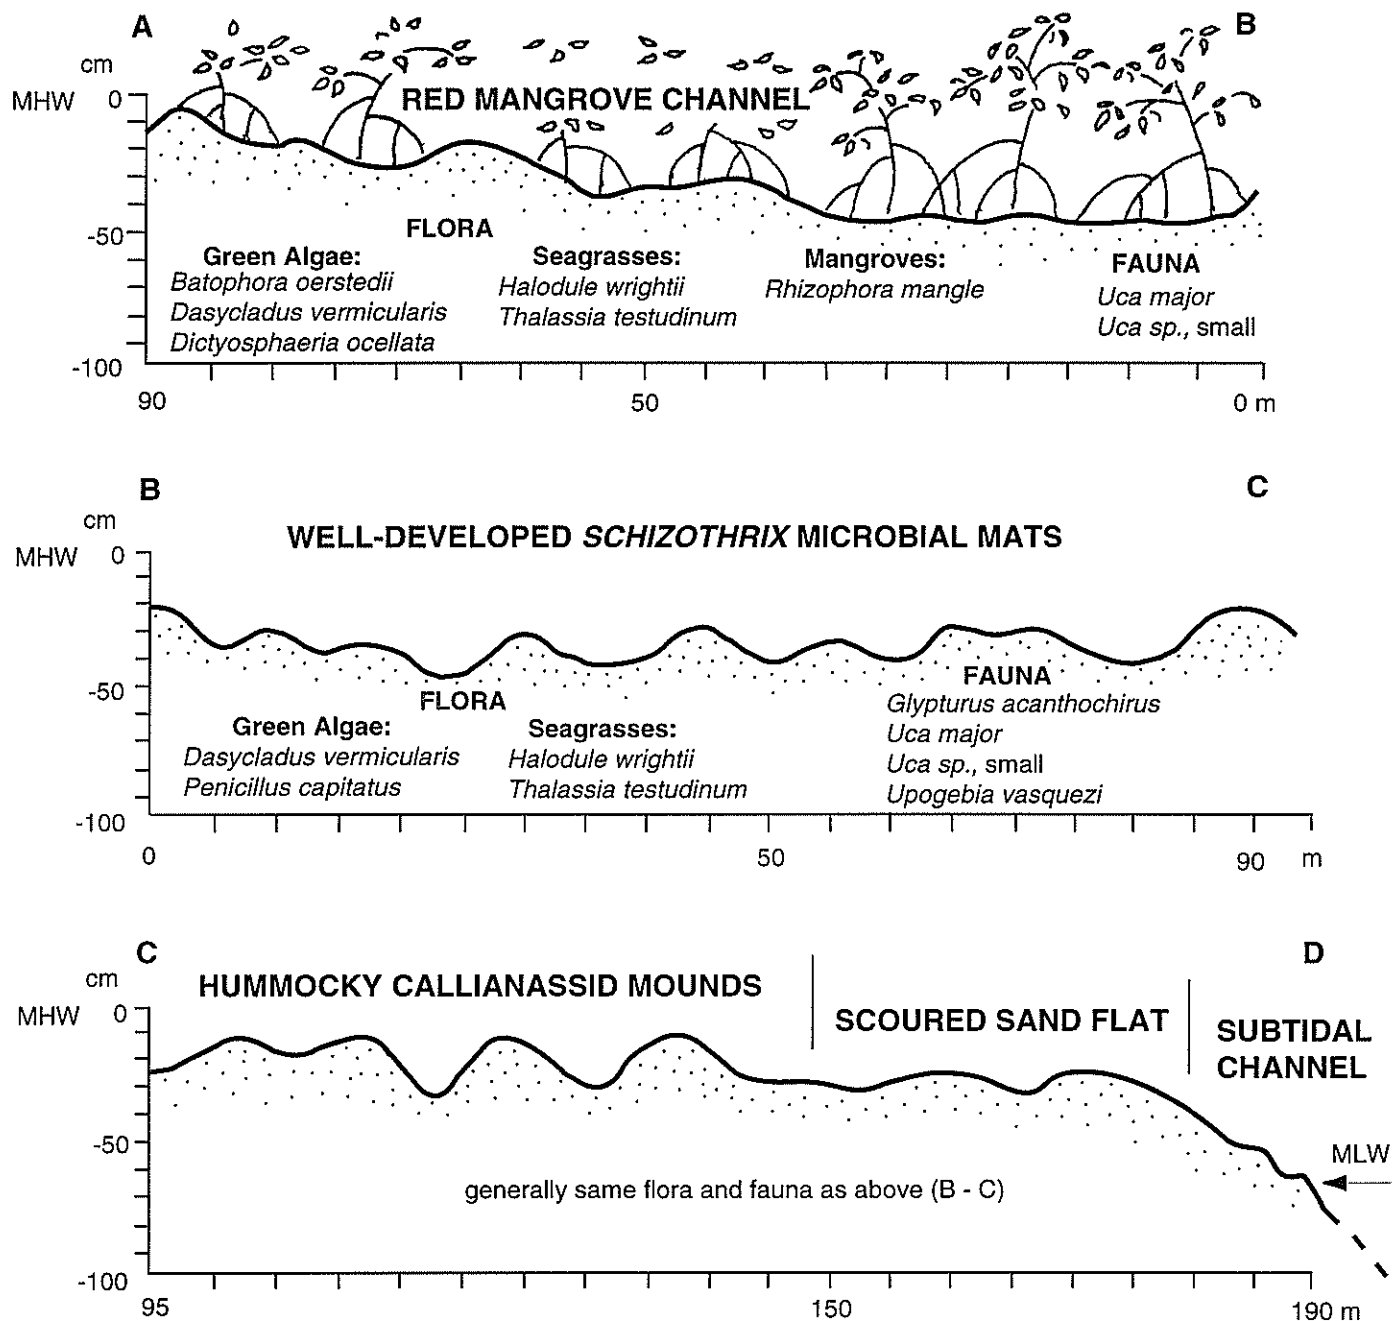 A
B
cm
MHW 0
RED MANGROVE CHANNEL
-50
FLORA
Green Algae:
Batophora oerstedii
Dasycladus vermicularis
Dictyosphaeria ocellata
Seagrasses:
Halodule wrightii
Thalassia testudinum
Mangroves:
Rhizophora mangle
FAUNA
Uca major
Uca sp., small
-100
90 50 0 m
B
C
cm
WELL-DEVELOPED SCHIZOTHRIX MICROBIAL MATS
MHW 0
-50
FLORA
Green Algae:
Dasycladus vermicularis
Penicillus capitatus
Seagrasses:
Halodule wrightii
Thalassia testudinum
FAUNA
Glypturus acanthochirus
Uca major
Uca sp., small
Upogebia vasquezi
-100
0 50 90 m
C
D
cm
HUMMOCKY CALLIANASSID MOUNDS
MHW 0
SCOURED SAND FLAT
SUBTIDAL
CHANNEL
-50
MLW
generally same flora and fauna as above (B - C)
-100
95 150 190 m